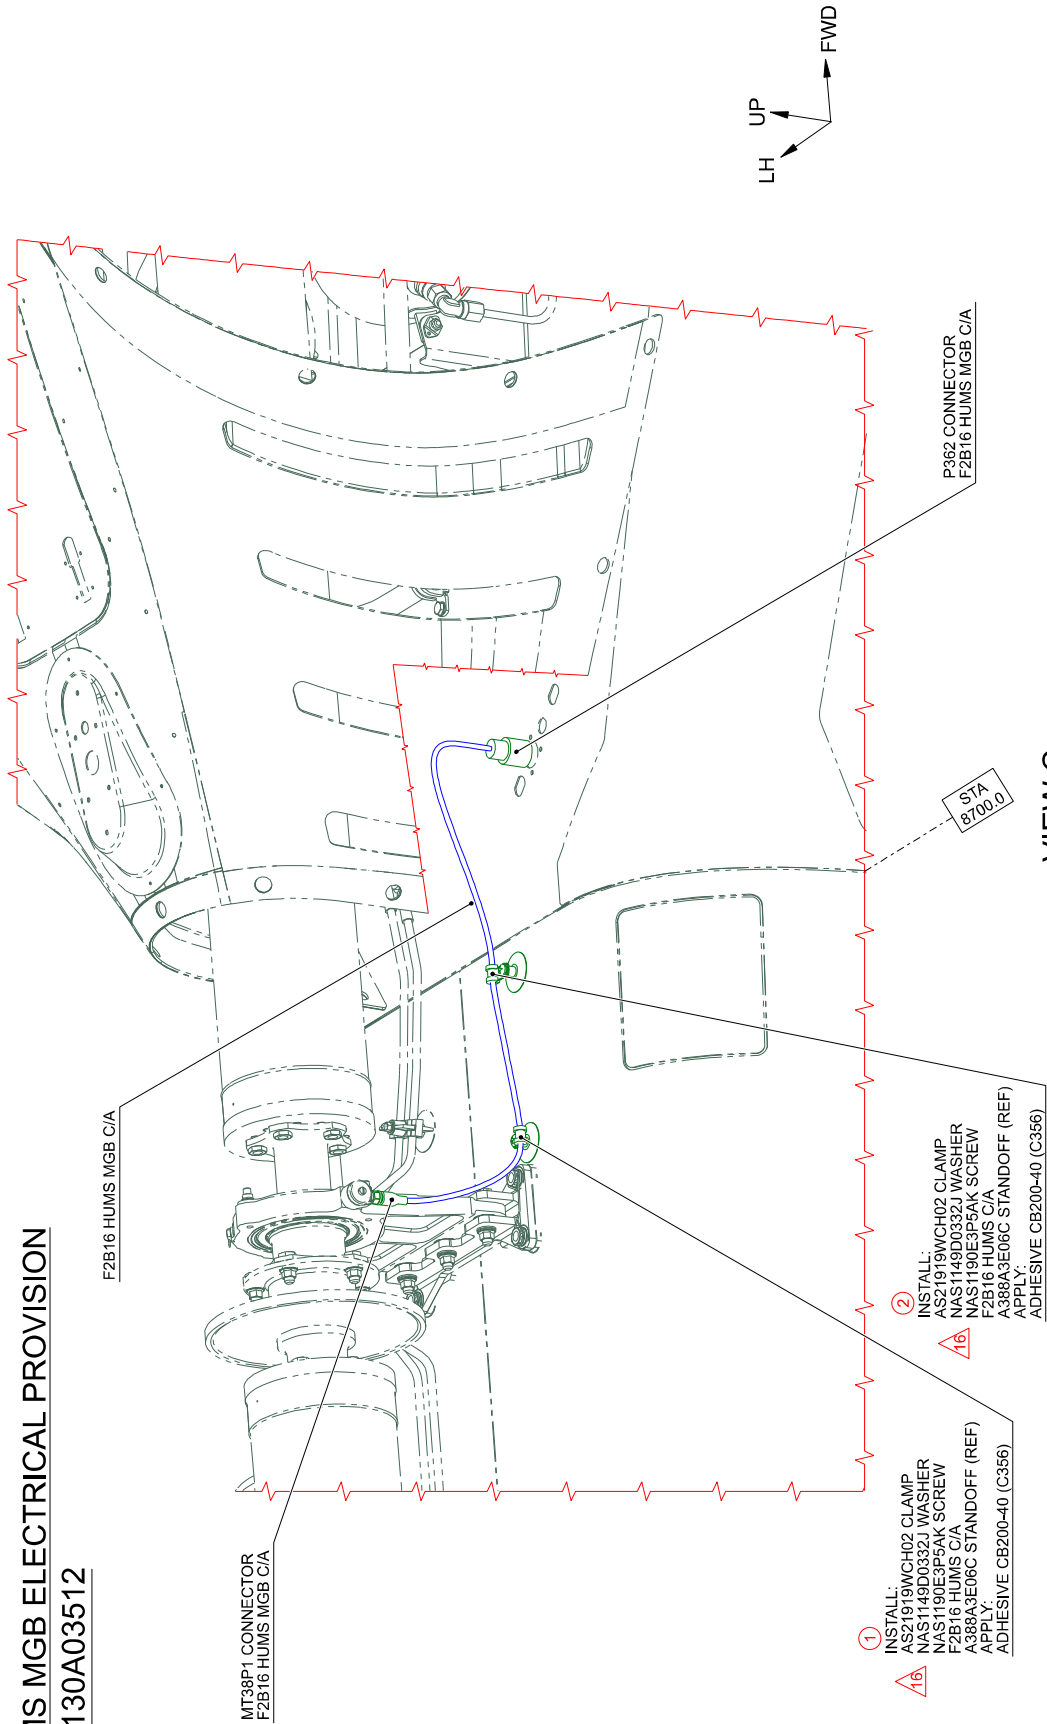 IS MGB ELECTRICAL PROVISION
130A03512
F2B16 HUMS MGB C/A
MT38P1 CONNECTOR
F2B16 HUMS MGB C/A
P362 CONNECTOR
F2B16 HUMS MGB C/A
LH
UP
FWD
STA
8700.0
1
16
INSTALL:
AS21919WCH02 CLAMP
NAS1149D0332J WASHER
NAS1190E3P5AK SCREW
F2B16 HUMS C/A
A388A3E06C STANDOFF (REF)
APPLY:
ADHESIVE CB200-40 (C356)
2
16
INSTALL:
AS21919WCH02 CLAMP
NAS1149D0332J WASHER
NAS1190E3P5AK SCREW
F2B16 HUMS C/A
A388A3E06C STANDOFF (REF)
APPLY:
ADHESIVE CB200-40 (C356)